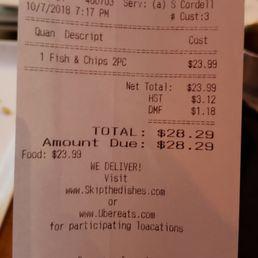 400703 Serv: (a) S Cordell
10/7/2018 7:17 PM # Cust:3
Quan Descript Cost
1 Fish & Chips 2PC $23.99
Net Total: $23.99
HST $3.12
DMF $1.18
TOTAL: $28.29
Amount Due: $28.29
Food: $23.99
WE DELIVER!
Visit
www.Skipthedishes.com
or
www.Ubereats.com
for participating loacations